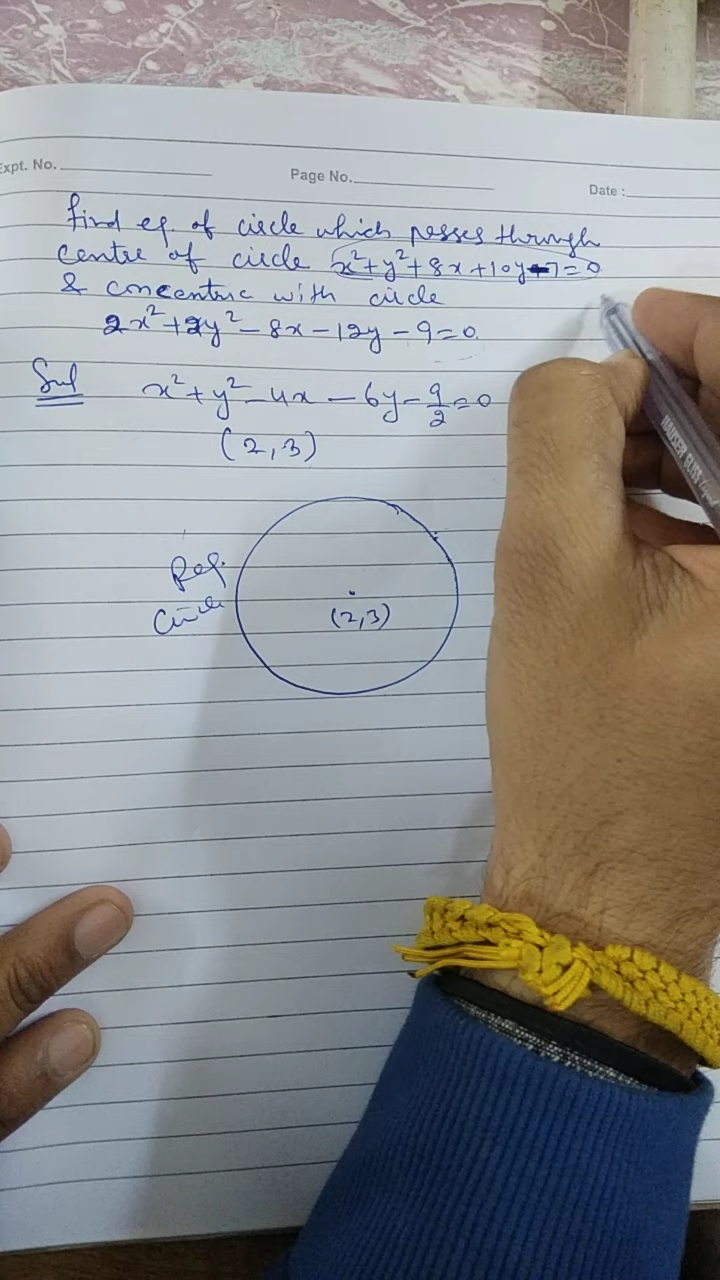 Expt. No.
Page No.
Date :
find eq. of circle which passes through
centre of circle x²+y²+8x+10y-7=0
& concentric with circle
2x²+2y²-8x-12y-9=0.
Sol x²+y²-4x-6y-9/2=0
(2,3)
Req.
Circle
(2,3)